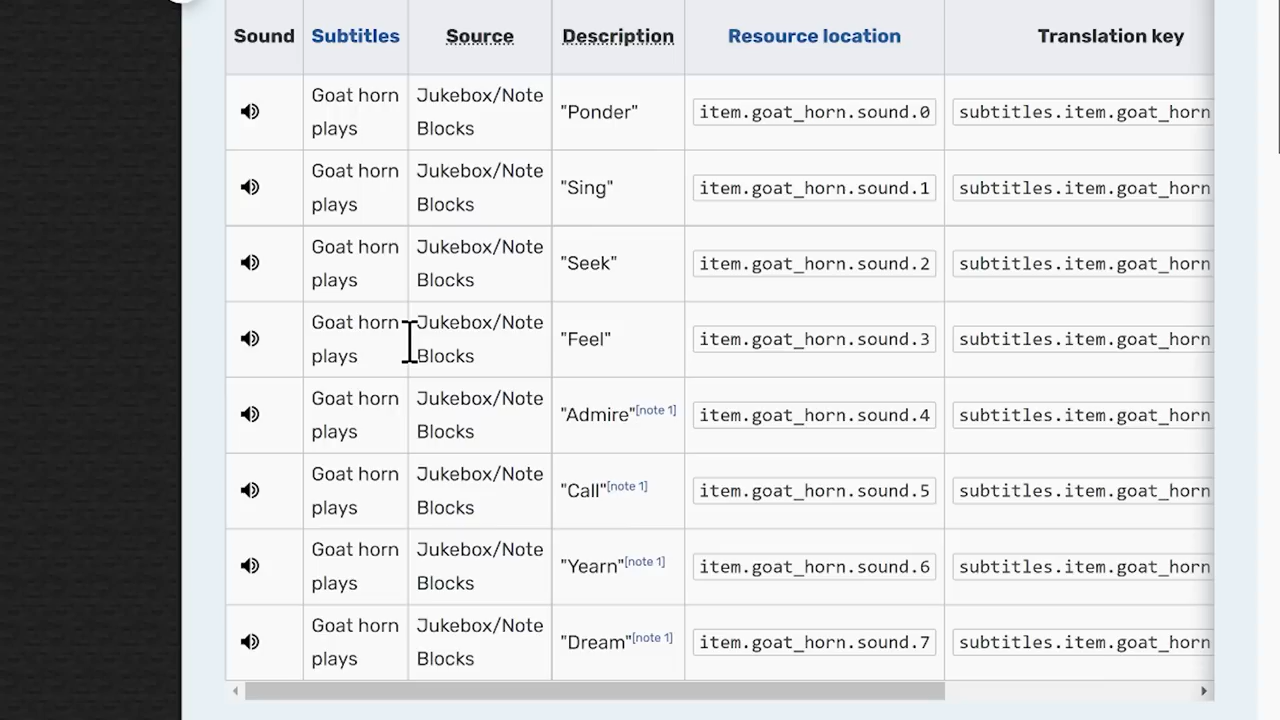 Sound Subtitles Source Description Resource location Translation key
Goat horn Jukebox/Note
"Ponder" item.goat_horn.sound.0 subtitles.item.goat_horn
plays Blocks
Goat horn Jukebox/Note
"Sing" item.goat_horn.sound.1 subtitles.item.goat_horn
plays Blocks
Goat horn Jukebox/Note
"Seek" item.goat_horn.sound.2 subtitles.item.goat_horn
plays Blocks
Goat horn Jukebox/Note
"Feel" item.goat_horn.sound.3 subtitles.item.goat_horn
plays Blocks
Goat horn Jukebox/Note
"Admire"[note 1] item.goat_horn.sound.4 subtitles.item.goat_horn
plays Blocks
Goat horn Jukebox/Note
"Call"[note 1] item.goat_horn.sound.5 subtitles.item.goat_horn
plays Blocks
Goat horn Jukebox/Note
"Yearn"[note 1] item.goat_horn.sound.6 subtitles.item.goat_horn
plays Blocks
Goat horn Jukebox/Note
"Dream"[note 1] item.goat_horn.sound.7 subtitles.item.goat_horn
plays Blocks